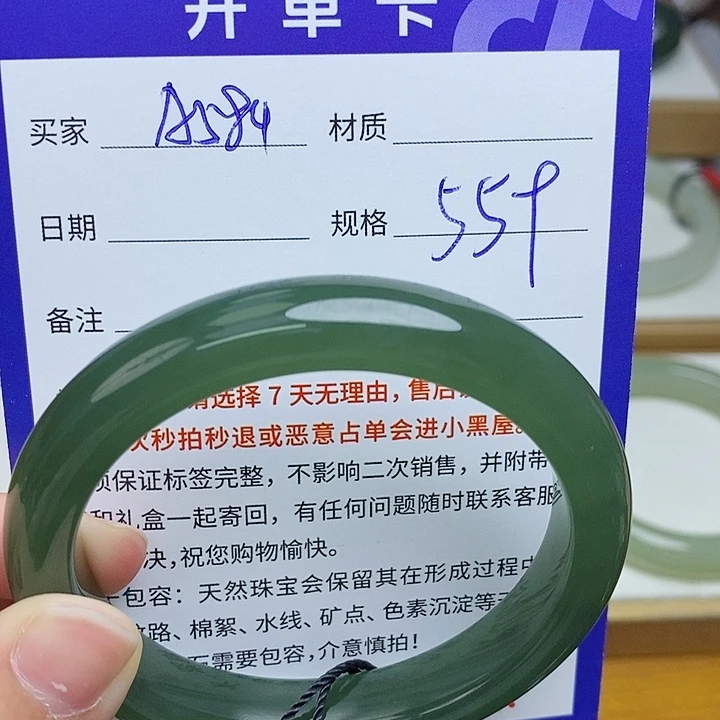 开单卡
买家 A584 材质
日期 规格 559
备注
请选择7天无理由，售后
秒拍秒退或恶意占单会进小黑屋。
保证标签完整，不影响二次销售，并附带
和礼盒一起寄回，有任何问题随时联系客服
决，祝您购物愉快。
包容：天然珠宝会保留其在形成过程中
纹路、棉絮、水线、矿点、色素沉淀等
石需要包容，介意慎拍！